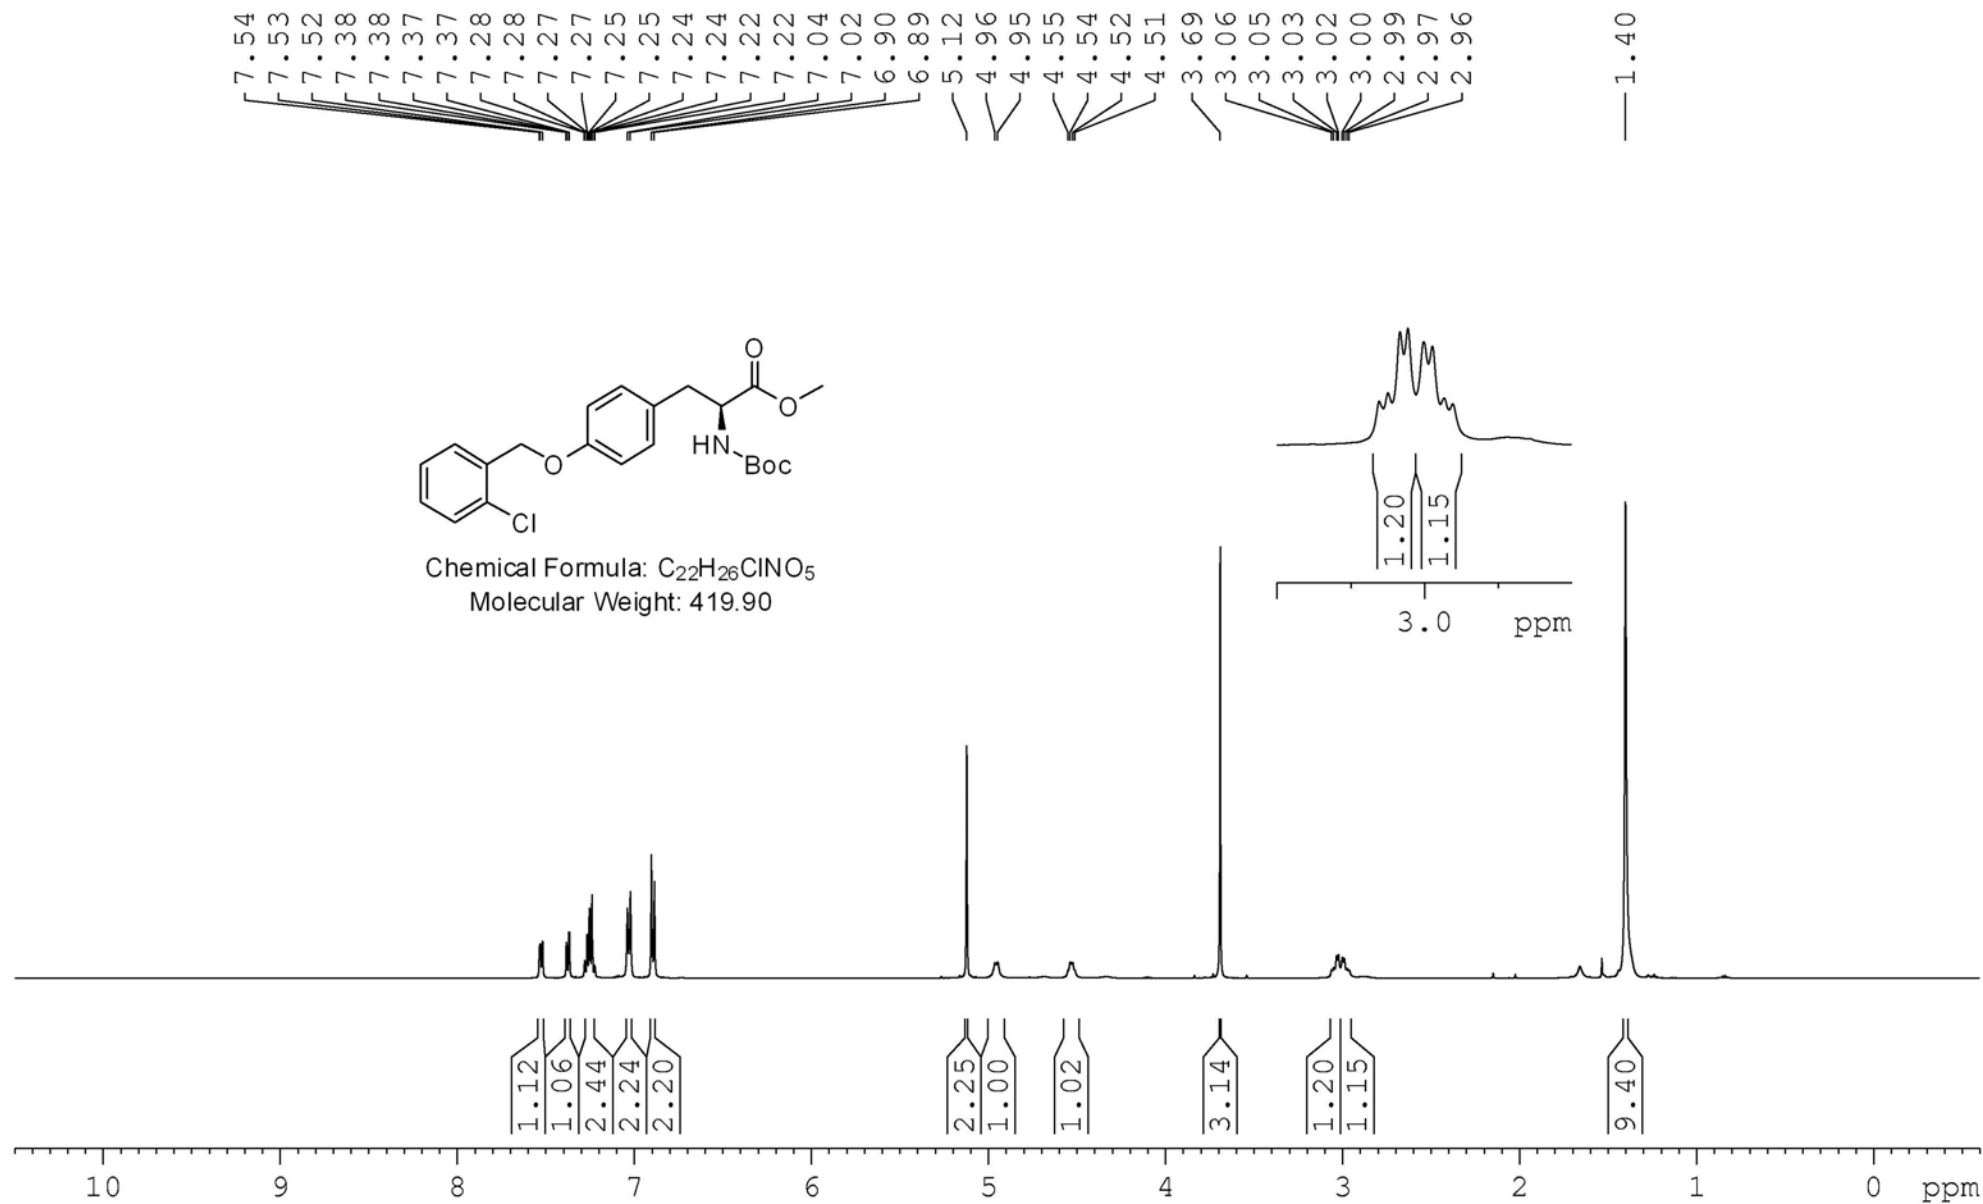 7.54 7.53 7.52 7.38 7.38 7.37 7.37 7.28 7.28 7.27 7.27 7.25 7.25 7.24 7.24 7.22 7.22 7.04 7.02 6.90 6.89 5.12 4.96 4.95 4.55 4.54 4.52 4.51 3.69 3.06 3.05 3.03 3.02 3.00 2.99 2.97 2.96 1.40
O
O
HN
Boc
O
Cl
Chemical Formula: C₂₂H₂₆ClNO₅
Molecular Weight: 419.90
1.20 1.15
3.0 ppm
1.12 1.06 2.44 2.24 2.20 2.25 1.00 1.02 3.14 1.20 1.15 9.40
10 9 8 7 6 5 4 3 2 1 0 ppm